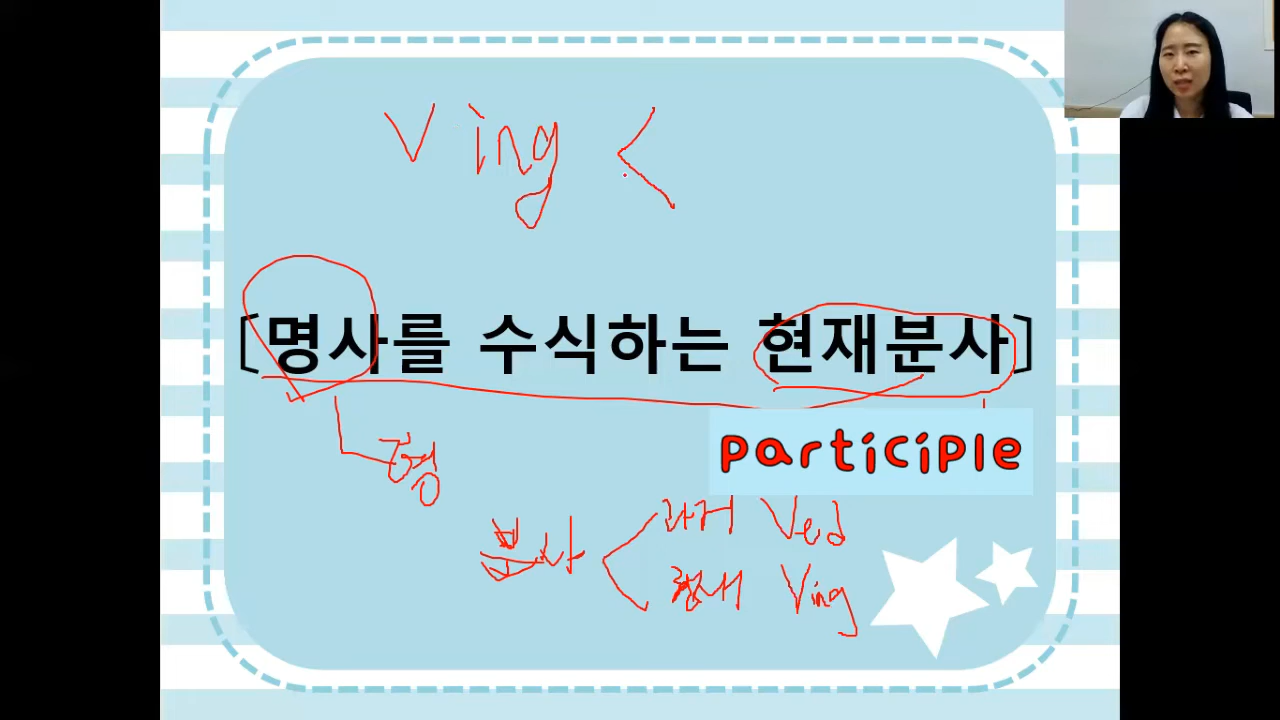 Ving <
[명사를 수식하는 현재분사]
participle
형
분사 < 과거 Ved
현재 Ving